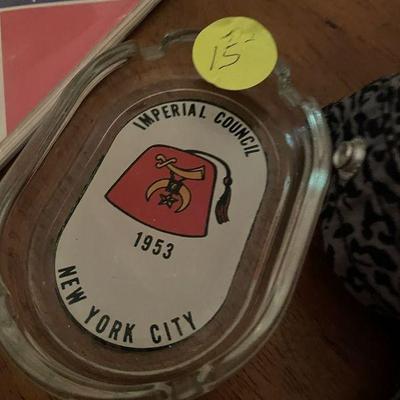 15
IMPERIAL COUNCIL
1953
NEW YORK CITY